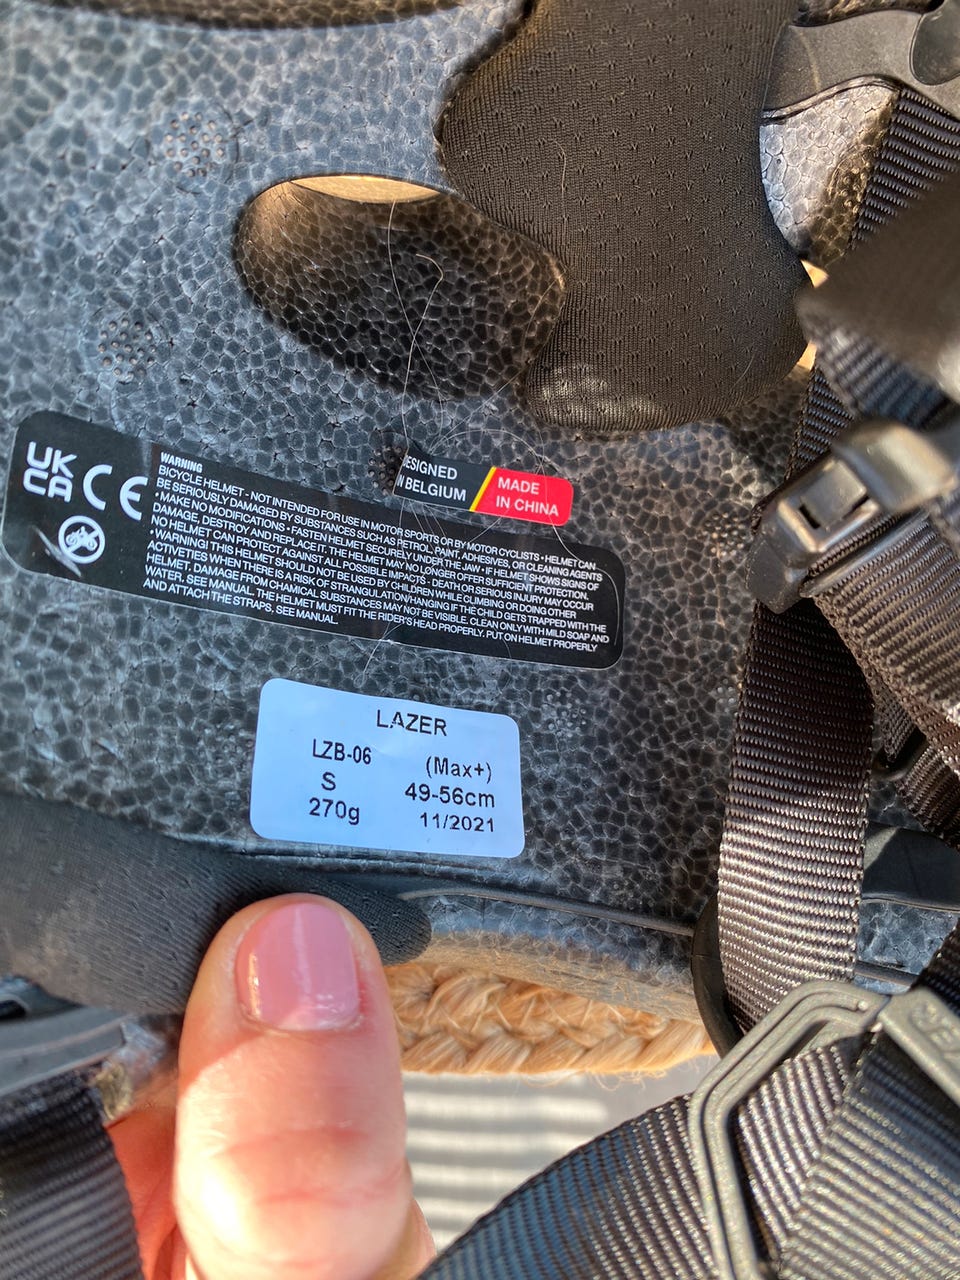 UK
CA CE
ESIGNED
N BELGIUM
MADE
IN CHINA
WARNING
BICYCLE HELMET - NOT INTENDED FOR USE IN MOTOR SPORTS OR BY MOTOR CYCLISTS • HELMET CAN
BE SERIOUSLY DAMAGED BY SUBSTANCES SUCH AS PETROL, PAINT, ADHESIVES, OR CLEANING AGENTS
• MAKE NO MODIFICATIONS • FASTEN HELMET SECURELY UNDER THE JAW • IF HELMET SHOWS SIGNS OF
DAMAGE, DESTROY AND REPLACE IT. THE HELMET MAY NO LONGER OFFER SUFFICIENT PROTECTION.
NO HELMET CAN PROTECT AGAINST ALL POSSIBLE IMPACTS - DEATH OR SERIOUS INJURY MAY OCCUR
• WARNING! THIS HELMET SHOULD NOT BE USED BY CHILDREN WHILE CLIMBING OR DOING OTHER
ACTIVETIES WHEN THERE IS A RISK OF STRANGULATION/HANGING IF THE CHILD GETS TRAPPED WITH THE
HELMET. DAMAGE FROM CHAMICAL SUBSTANCES MAY NOT BE VISIBLE. CLEAN ONLY WITH MILD SOAP AND
WATER. SEE MANUAL. THE HELMET MUST FIT THE RIDER'S HEAD PROPERLY. PUT ON HELMET PROPERLY
AND ATTACH THE STRAPS. SEE MANUAL.
LAZER
LZB-06 (Max+)
S 49-56cm
270g 11/2021